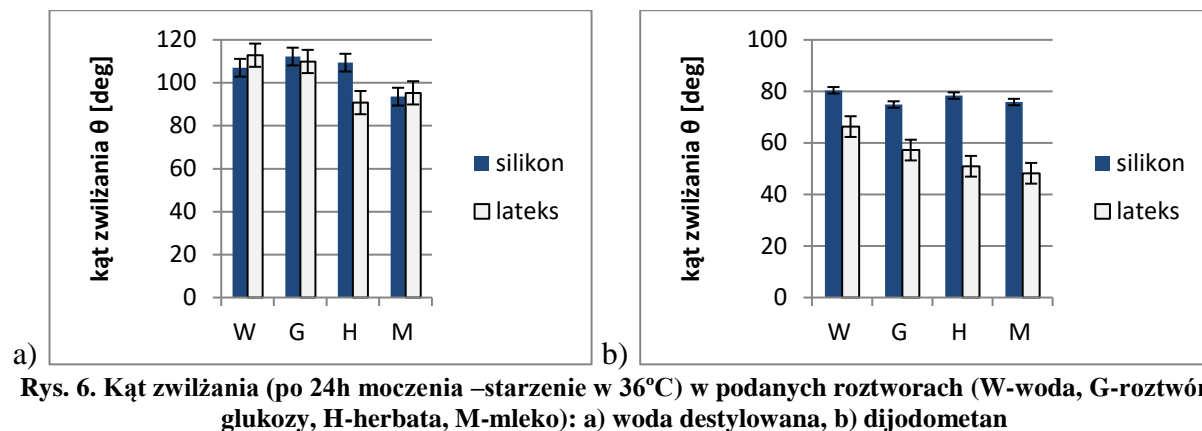 120
100
80
60
40
20
0
kąt zwilżania θ [deg]
W G H M
silikon
lateks
a)
100
80
60
40
20
0
kąt zwilżania θ [deg]
W G H M
silikon
lateks
b)
Rys. 6. Kąt zwilżania (po 24h moczenia –starzenie w 36ºC) w podanych roztworach (W-woda, G-roztwór
glukozy, H-herbata, M-mleko): a) woda destylowana, b) dijodometan